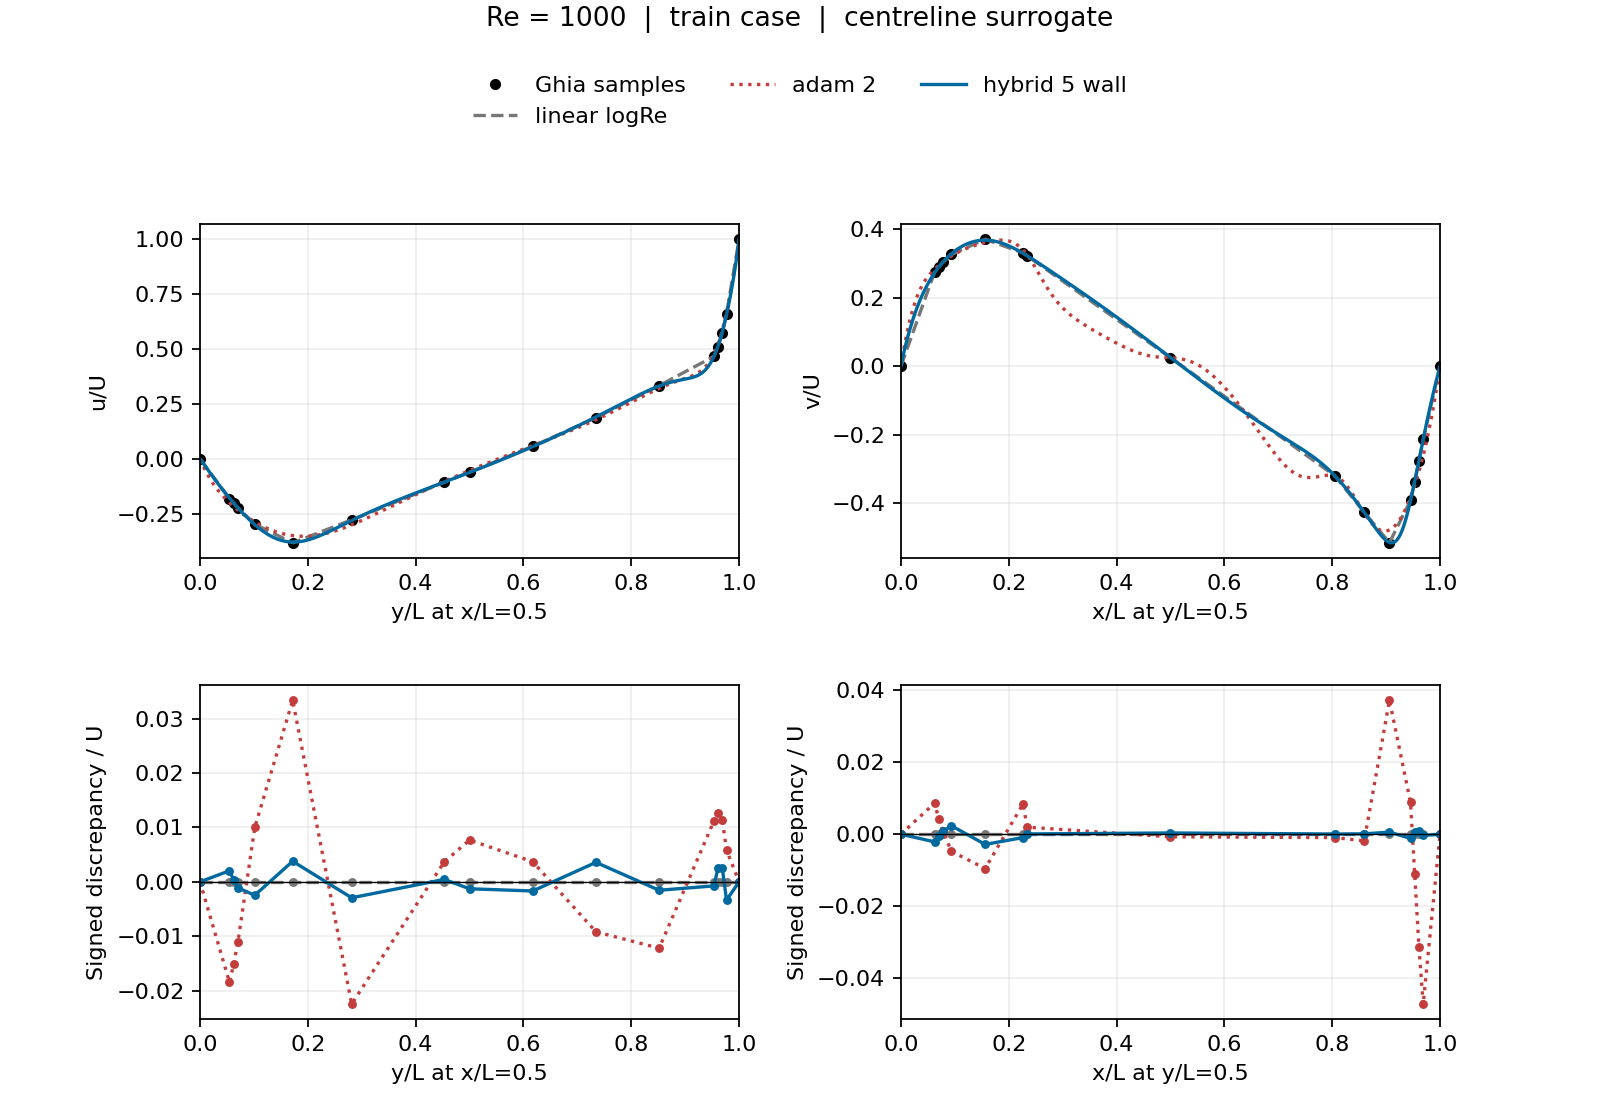 Re = 1000 | train case | centreline surrogate
Ghia samples
adam 2
hybrid 5 wall
linear logRe
1.00
0.75
0.50
0.25
0.00
−0.25
u/U
0.0 0.2 0.4 0.6 0.8 1.0
y/L at x/L=0.5
0.4
0.2
0.0
−0.2
−0.4
v/U
0.0 0.2 0.4 0.6 0.8 1.0
x/L at y/L=0.5
0.03
0.02
0.01
0.00
−0.01
−0.02
Signed discrepancy / U
0.0 0.2 0.4 0.6 0.8 1.0
y/L at x/L=0.5
0.04
0.02
0.00
−0.02
−0.04
Signed discrepancy / U
0.0 0.2 0.4 0.6 0.8 1.0
x/L at y/L=0.5